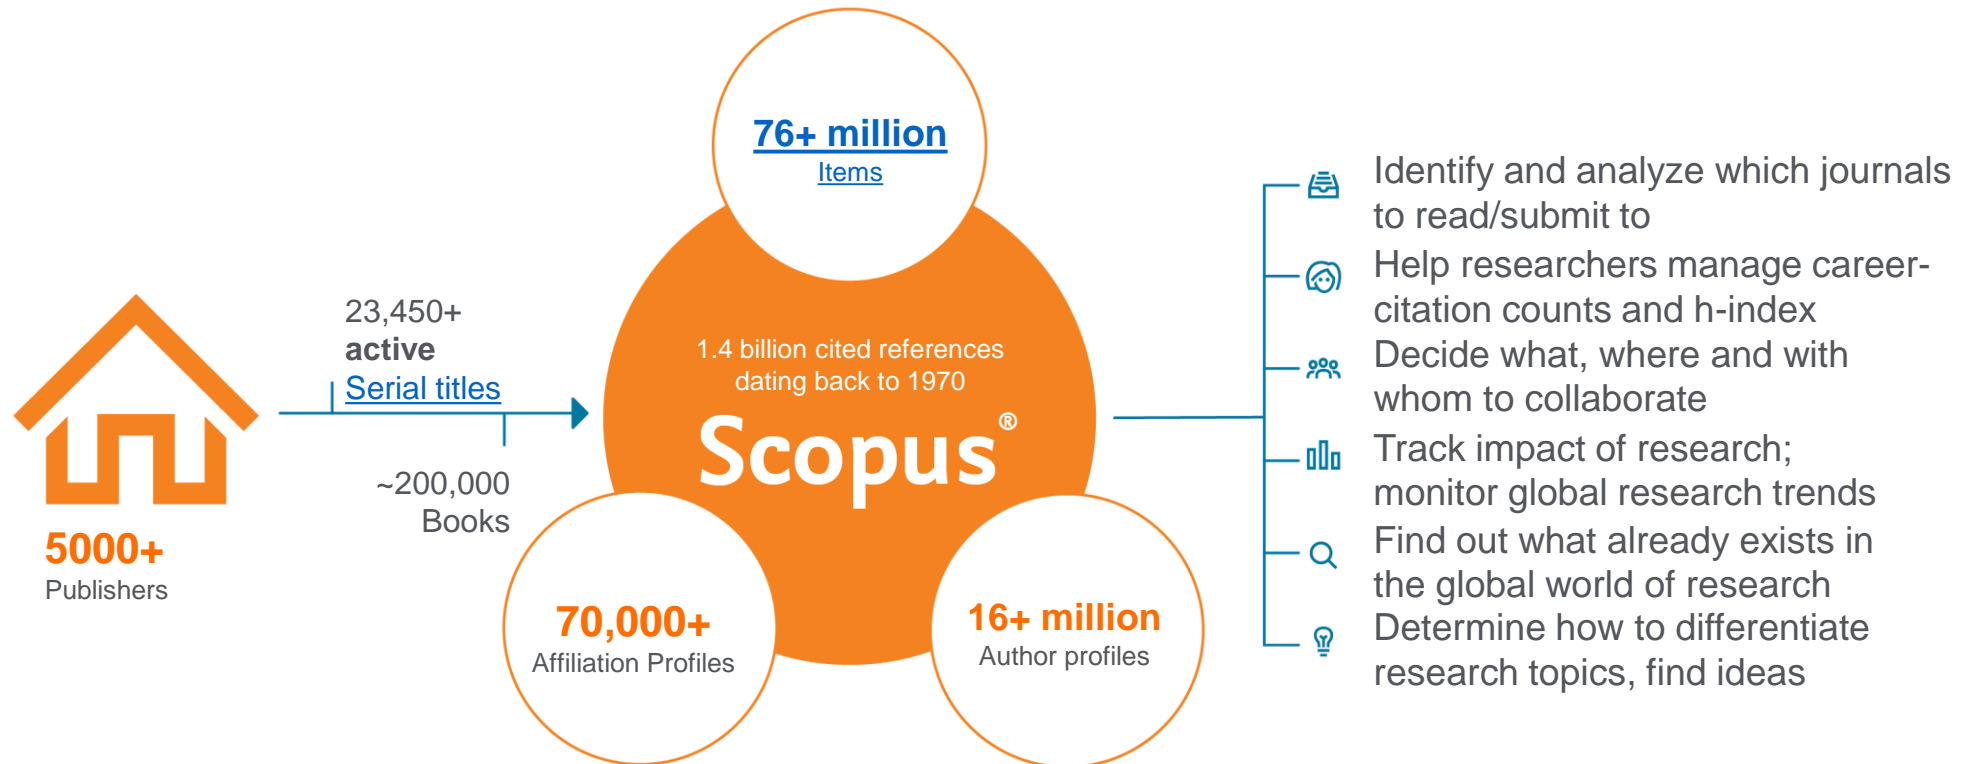 5000+
Publishers
23,450+
active
Serial titles
~200,000
Books
76+ million
Items
1.4 billion cited references
dating back to 1970
Scopus®
70,000+
Affiliation Profiles
16+ million
Author profiles
Identify and analyze which journals
to read/submit to
Help researchers manage career-
citation counts and h-index
Decide what, where and with
whom to collaborate
Track impact of research;
monitor global research trends
Find out what already exists in
the global world of research
Determine how to differentiate
research topics, find ideas